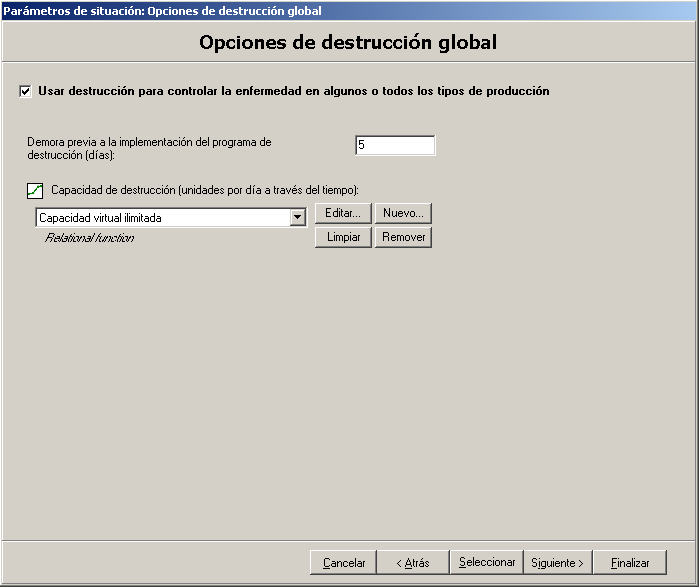 Parámetros de situación: Opciones de destrucción global
Opciones de destrucción global
Usar destrucción para controlar la enfermedad en algunos o todos los tipos de producción
Demora previa a la implementación del programa de
destrucción (días):
5
Capacidad de destrucción (unidades por día a través del tiempo):
Capacidad virtual ilimitada
Editar...
Nuevo...
Relational function
Limpiar
Remover
Cancelar
< Atrás
Seleccionar
Siguiente >
Finalizar